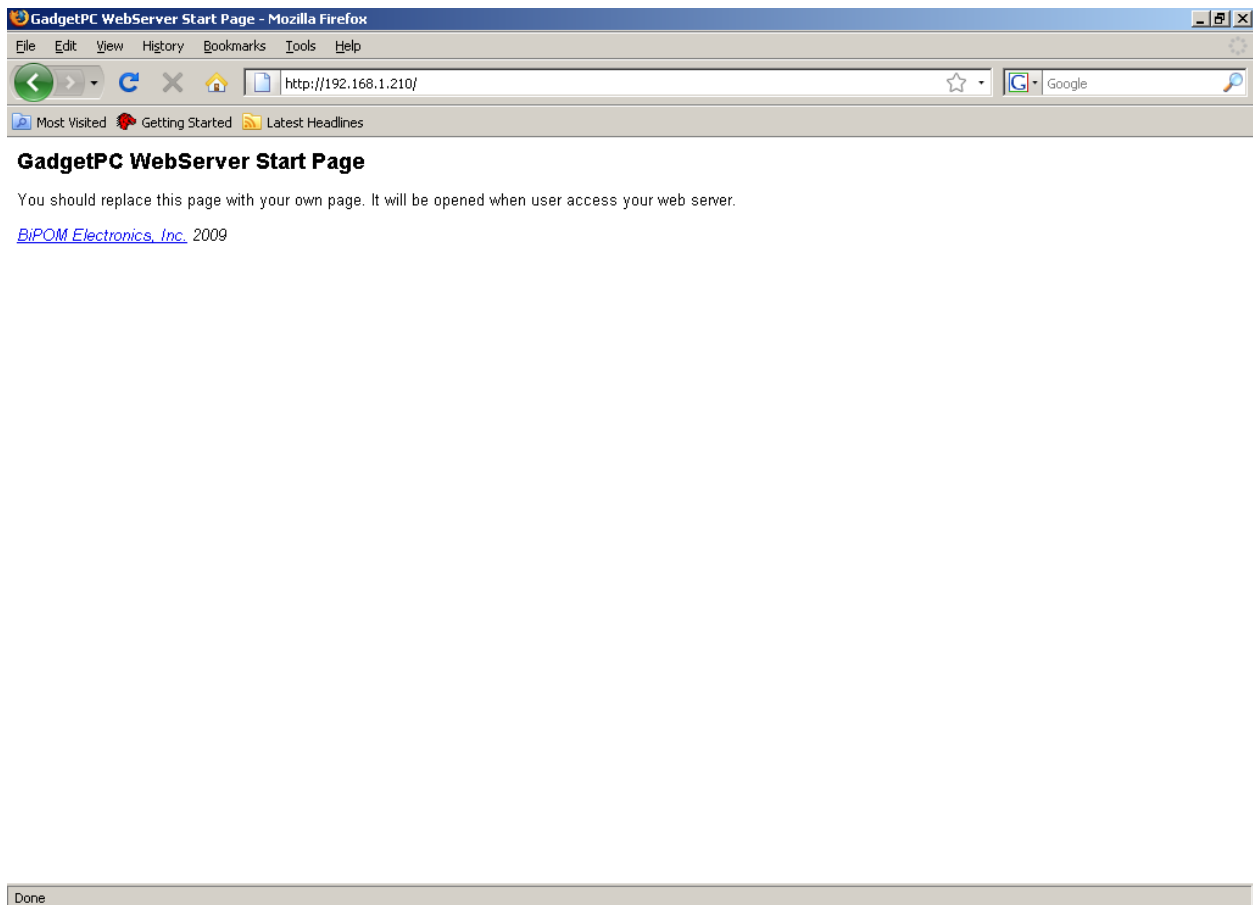 GadgetPC WebServer Start Page - Mozilla Firefox
File Edit View History Bookmarks Tools Help
http://192.168.1.210/ G Google
Most Visited Getting Started Latest Headlines
GadgetPC WebServer Start Page
You should replace this page with your own page. It will be opened when user access your web server.
BiPOM Electronics, Inc. 2009
Done